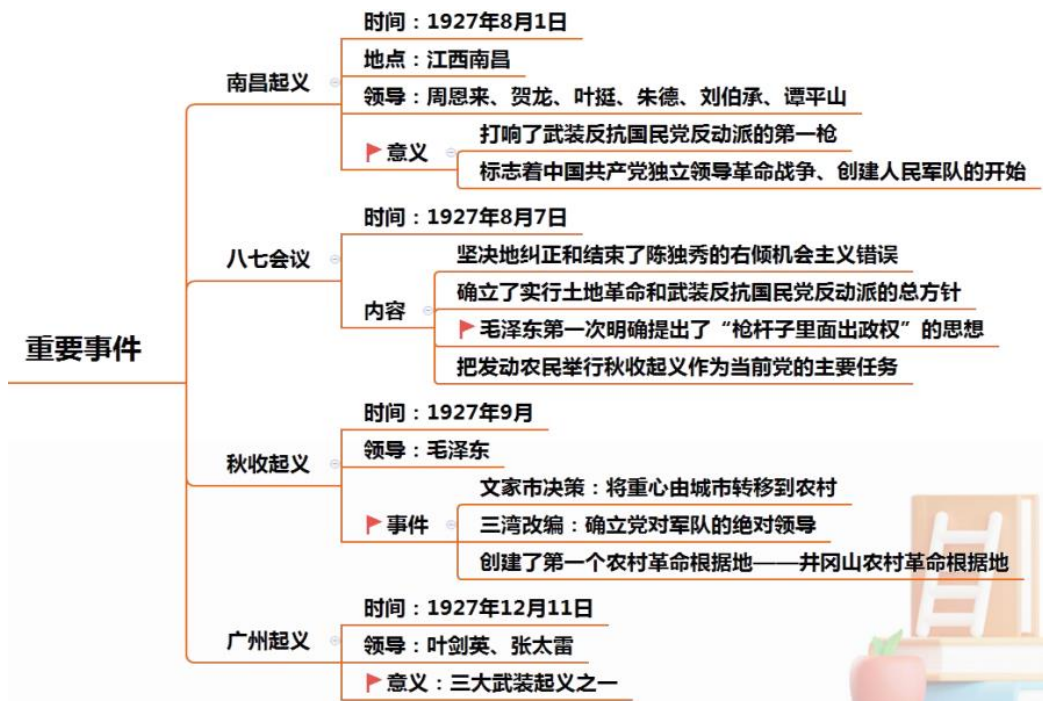 重要事件
南昌起义
时间：1927年8月1日
地点：江西南昌
领导：周恩来、贺龙、叶挺、朱德、刘伯承、谭平山
意义
打响了武装反抗国民党反动派的第一枪
标志着中国共产党独立领导革命战争、创建人民军队的开始
八七会议
时间：1927年8月7日
内容
坚决地纠正和结束了陈独秀的右倾机会主义错误
确立了实行土地革命和武装反抗国民党反动派的总方针
毛泽东第一次明确提出了“枪杆子里面出政权”的思想
把发动农民举行秋收起义作为当前党的主要任务
秋收起义
时间：1927年9月
领导：毛泽东
事件
文家市决策：将重心由城市转移到农村
三湾改编：确立党对军队的绝对领导
创建了第一个农村革命根据地——井冈山农村革命根据地
广州起义
时间：1927年12月11日
领导：叶剑英、张太雷
意义：三大武装起义之一